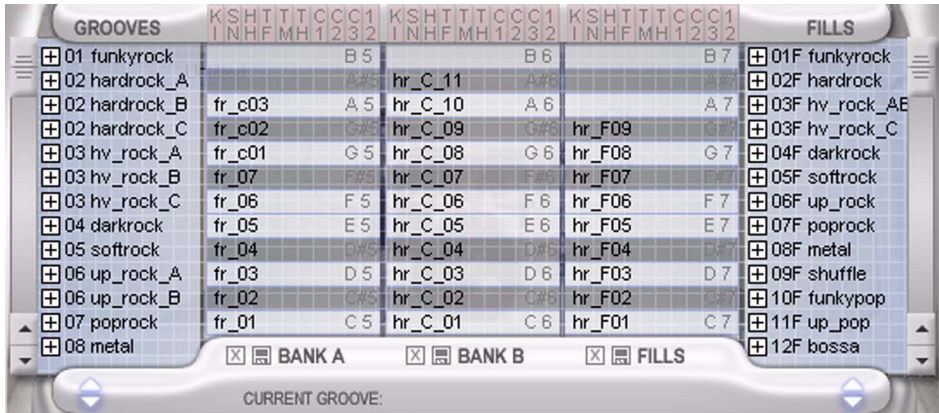 GROOVES
K S H T T T C C C 1 K S H T T T C C C 1 K S H T T T C C C 1
I N H F M H 1 2 3 2 I N H F M H 1 2 3 2 I N H F M H 1 2 3 2
FILLS
01 funkyrock B 5 B 6 B 7 01F funkyrock
02 hardrock_A A#5 hr_C_11 A#6 A#7 02F hardrock
02 hardrock_B fr_c03 A 5 hr_C_10 A 6 A 7 03F hv_rock_AB
02 hardrock_C fr_c02 G#5 hr_C_09 G#6 hr_F09 G#7 03F hv_rock_C
03 hv_rock_A fr_c01 G 5 hr_C_08 G 6 hr_F08 G 7 04F darkrock
03 hv_rock_B fr_07 F#5 hr_C_07 F#6 hr_F07 F#7 05F softrock
03 hv_rock_C fr_06 F 5 hr_C_06 F 6 hr_F06 F 7 06F up_rock
04 darkrock fr_05 E 5 hr_C_05 E 6 hr_F05 E 7 07F poprock
05 softrock fr_04 D#5 hr_C_04 D#6 hr_F04 D#7 08F metal
06 up_rock_A fr_03 D 5 hr_C_03 D 6 hr_F03 D 7 09F shuffle
06 up_rock_B fr_02 C#5 hr_C_02 C#6 hr_F02 C#7 10F funkypop
07 poprock fr_01 C 5 hr_C_01 C 6 hr_F01 C 7 11F up_pop
08 metal X BANK A X BANK B X FILLS 12F bossa
CURRENT GROOVE: